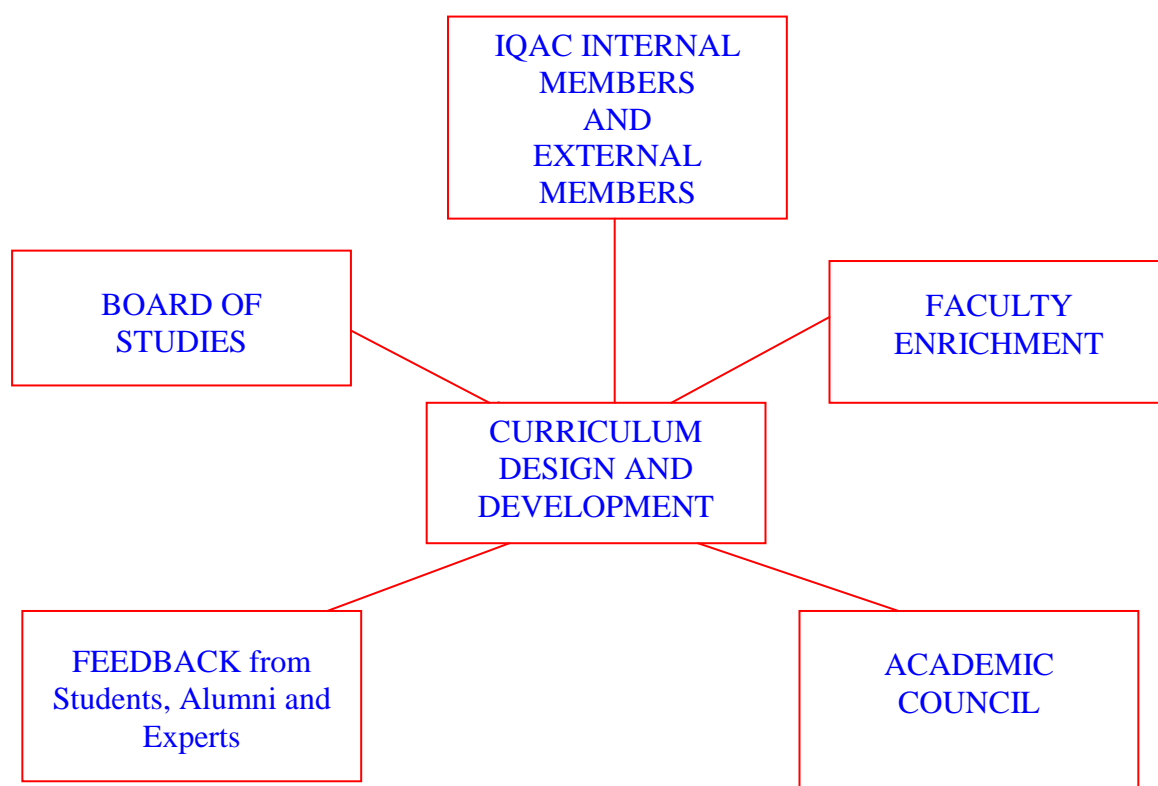 IQAC INTERNAL
MEMBERS
AND
EXTERNAL
MEMBERS
BOARD OF
STUDIES
FACULTY
ENRICHMENT
CURRICULUM
DESIGN AND
DEVELOPMENT
FEEDBACK from
Students, Alumni and
Experts
ACADEMIC
COUNCIL